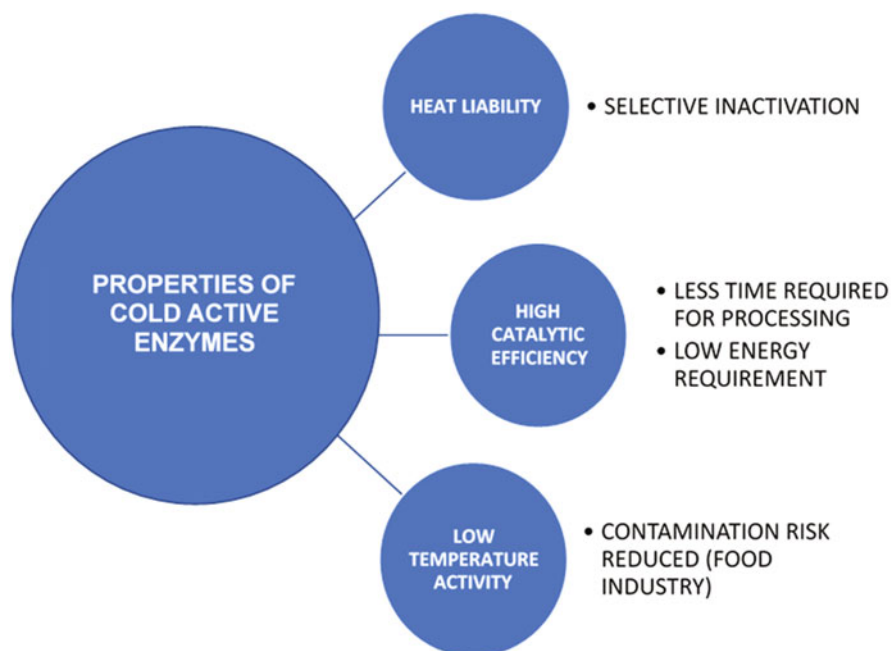 PROPERTIES OF
COLD ACTIVE
ENZYMES
HEAT LIABILITY
• SELECTIVE INACTIVATION
HIGH
CATALYTIC
EFFICIENCY
• LESS TIME REQUIRED
FOR PROCESSING
• LOW ENERGY
REQUIREMENT
LOW
TEMPERATURE
ACTIVITY
• CONTAMINATION RISK
REDUCED (FOOD
INDUSTRY)